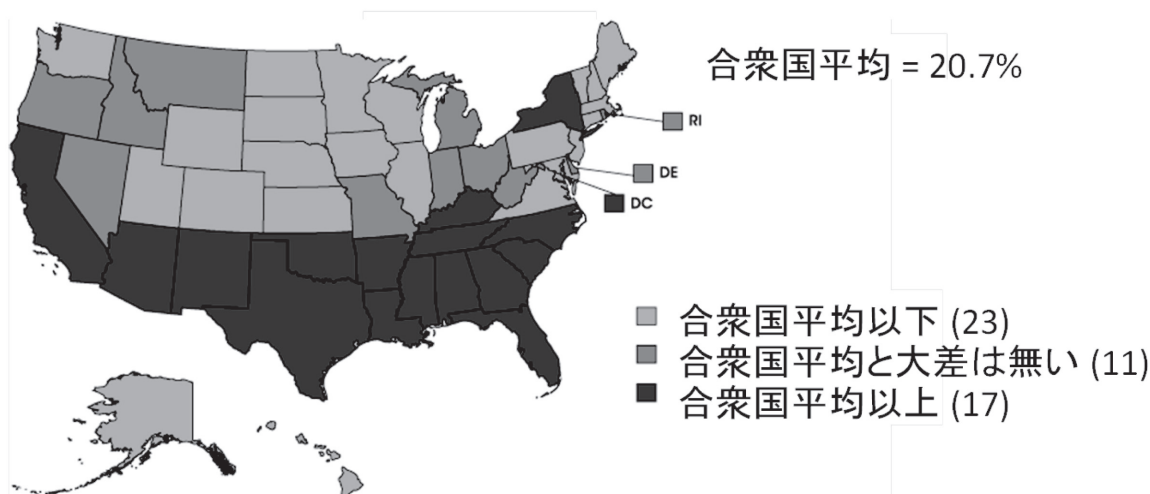 合衆国平均 = 20.7%
RI
DE
DC
合衆国平均以下 (23)
合衆国平均と大差は無い (11)
合衆国平均以上 (17)